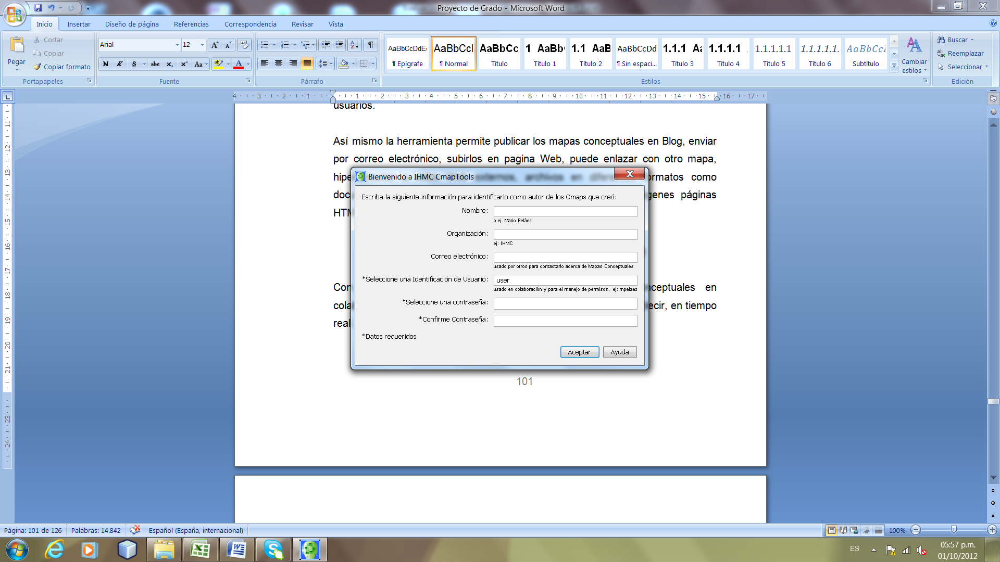 Proyecto de Grado - Microsoft Word
Inicio Insertar Diseño de página Referencias Correspondencia Revisar Vista
Pegar
Cortar
Copiar
Copiar formato
Portapapeles
Arial 12
N K S abc x₂ x² Aa ab A
Fuente
Párrafo
AaBbCcDdE AaBbCcI AaBbCc 1 AaBb 1.1 AaB AaBbCcDd 1.1.1 Aa 1.1.1.1 1.1.1.1.1 1.1.1.1.1. AaBbCcI
¶ Epígrafe ¶ Normal Título Título 1 Título 2 ¶ Sin espaci... Título 3 Título 4 Título 5 Título 6 Subtítulo
Cambiar estilos
Estilos
Buscar
Reemplazar
Seleccionar
Edición
4 3 2 1 1 2 3 4 5 6 7 8 9 10 11 12 13 14 15 16 17
11 12 13 14 15 16 17 18 19 20 21 23 24
usuarios.
Así mismo la herramienta permite publicar los mapas conceptuales en Blog, enviar
por correo electrónico, subirlos en pagina Web, puede enlazar con otro mapa,
hipe externos, archivos en ormatos como
doc genes páginas
HTM
Bienvenido a IHMC CmapTools
Escriba la siguiente información para identificarlo como autor de los Cmaps que creó:
Nombre:
p.ej. Mario Peláez
Organización:
ej: IHMC
Correo electrónico:
usado por otros para contactarlo acerca de Mapas Conceptuales
*Seleccione una Identificación de Usuario: user
usado en colaboración y para el manejo de permisos, ej: mpelaez
*Seleccione una contraseña:
*Confirme Contraseña:
*Datos requeridos
Aceptar Ayuda
Con nceptuales en
cola ecir, en tiempo
real
101
Página: 101 de 126 Palabras: 14.842 Español (España, internacional) 100%
ES
05:57 p.m.
01/10/2012